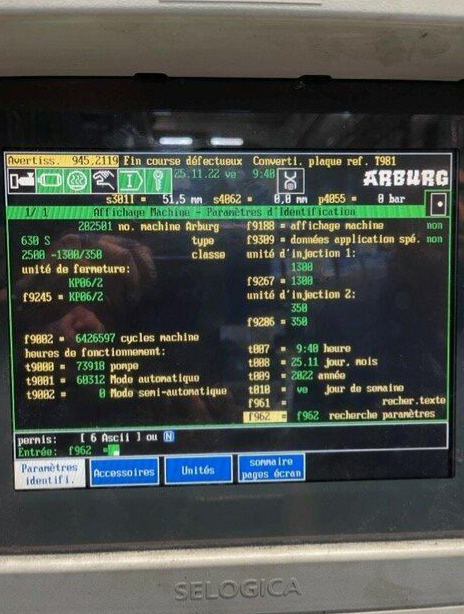 Avertiss. 945,2119 Fin course défectueux Converti. plaque ref. T981
25.11.22 ve 9:40
ARBURG
s3011 = 51,5 mm s4062 = 0,0 mm p4055 = 0 bar
1/ 1 Affichage Machine - Paramètres d'Identification
202501 no. machine Arburg
630 S type
2500 -1300/350 classe
unité de fermeture:
KP06/2
f9245 = KP06/2
f9002 = 6426597 cycles machine
heures de fonctionnement:
t9000 = 73918 pompe
t9001 = 60312 Mode automatique
t9002 = 0 Mode semi-automatique
f9188 = affichage machine non
f9309 = données application spé. non
unité d'injection 1:
1300
f9267 = 1300
unité d'injection 2:
350
f9286 = 350
t007 = 9:40 heure
t008 = 25.11 jour, mois
t009 = 2022 année
t010 = ve jour de semaine
f961 = recher.texte
f962 = f962 recherche paramètres
permis: [ 6 Ascii ] ou N
Entrée: f962 =
Paramètres
identifi.
Accessoires
Unités
sommaire
pages écran
SELOGICA